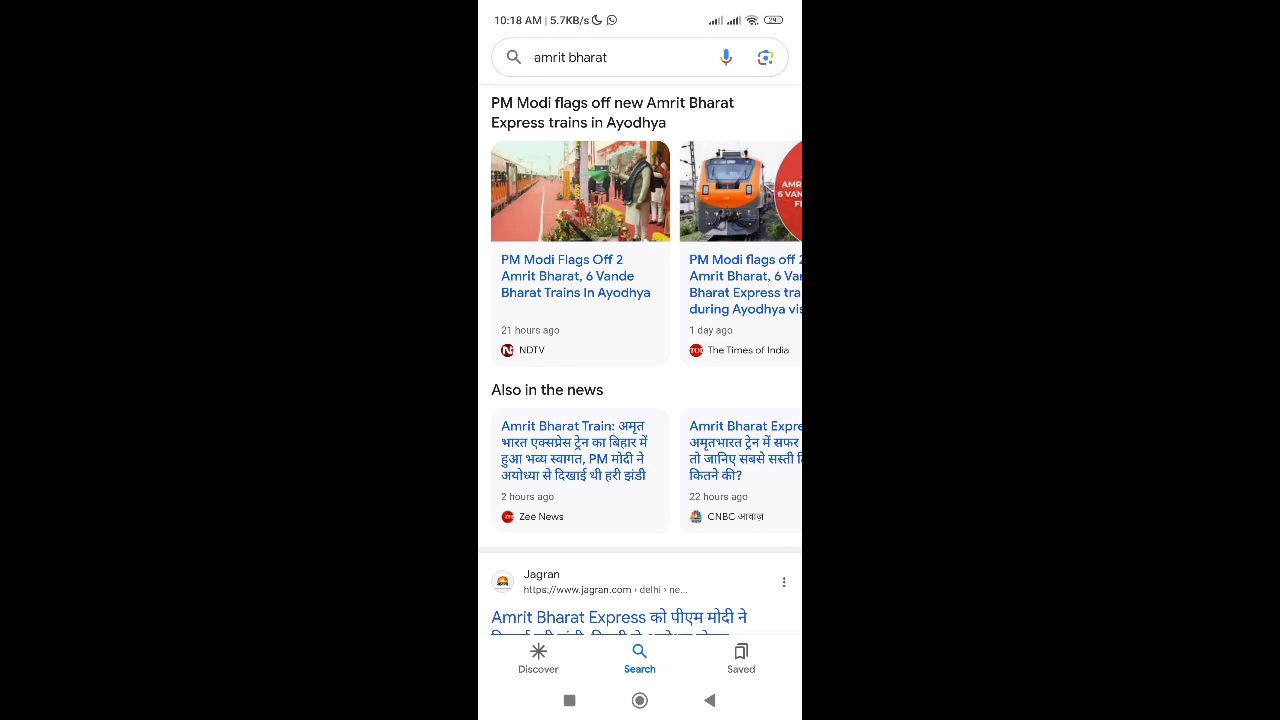 10:18 AM | 5.7KB/s
29
amrit bharat
PM Modi flags off new Amrit Bharat
Express trains in Ayodhya
AMR
6 VAN
F
PM Modi Flags Off 2
Amrit Bharat, 6 Vande
Bharat Trains In Ayodhya
21 hours ago
NDTV
PM Modi flags off 2
Amrit Bharat, 6 Va
Bharat Express tra
during Ayodhya vis
1 day ago
The Times of India
Also in the news
Amrit Bharat Train: अमृत
भारत एक्सप्रेस ट्रेन का बिहार में
हुआ भव्य स्वागत, PM मोदी ने
अयोध्या से दिखाई थी हरी झंडी
2 hours ago
Zee News
Amrit Bharat Expre
अमृतभारत ट्रेन में सफर
तो जानिए सबसे सस्ती
कितने की?
22 hours ago
CNBC आवाज़
Jagran
https://www.jagran.com › delhi › ne...
Amrit Bharat Express को पीएम मोदी ने
Discover
Search
Saved